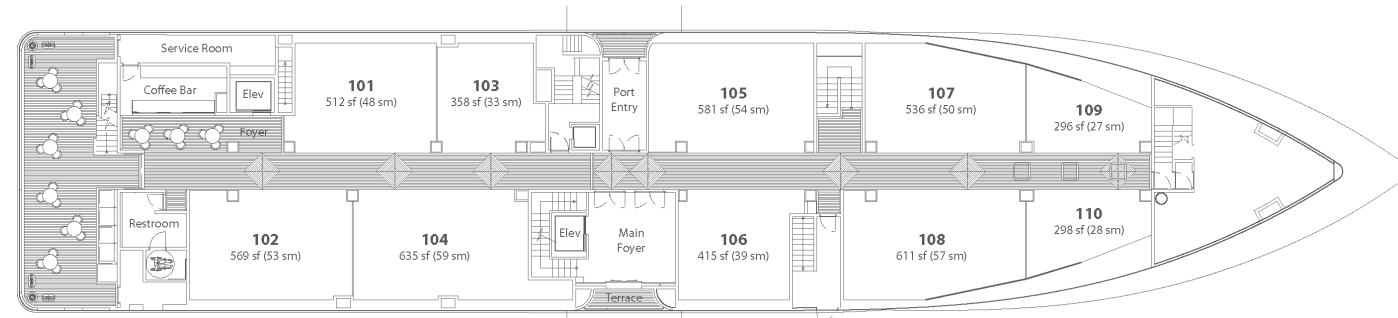 Service Room
Coffee Bar
Elev
Foyer
101
512 sf (48 sm)
103
358 sf (33 sm)
Port
Entry
105
581 sf (54 sm)
107
536 sf (50 sm)
109
296 sf (27 sm)
Restroom
102
569 sf (53 sm)
104
635 sf (59 sm)
Elev
Main
Foyer
Terrace
106
415 sf (39 sm)
108
611 sf (57 sm)
110
298 sf (28 sm)